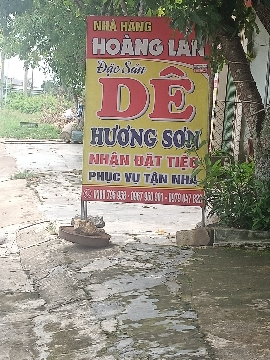 NHÀ HÀNG
HOÀNG LAN
Đặc Sản
DÊ
HƯƠNG SƠN
NHẬN ĐẶT TIỆC
PHỤC VỤ TẬN NHÀ